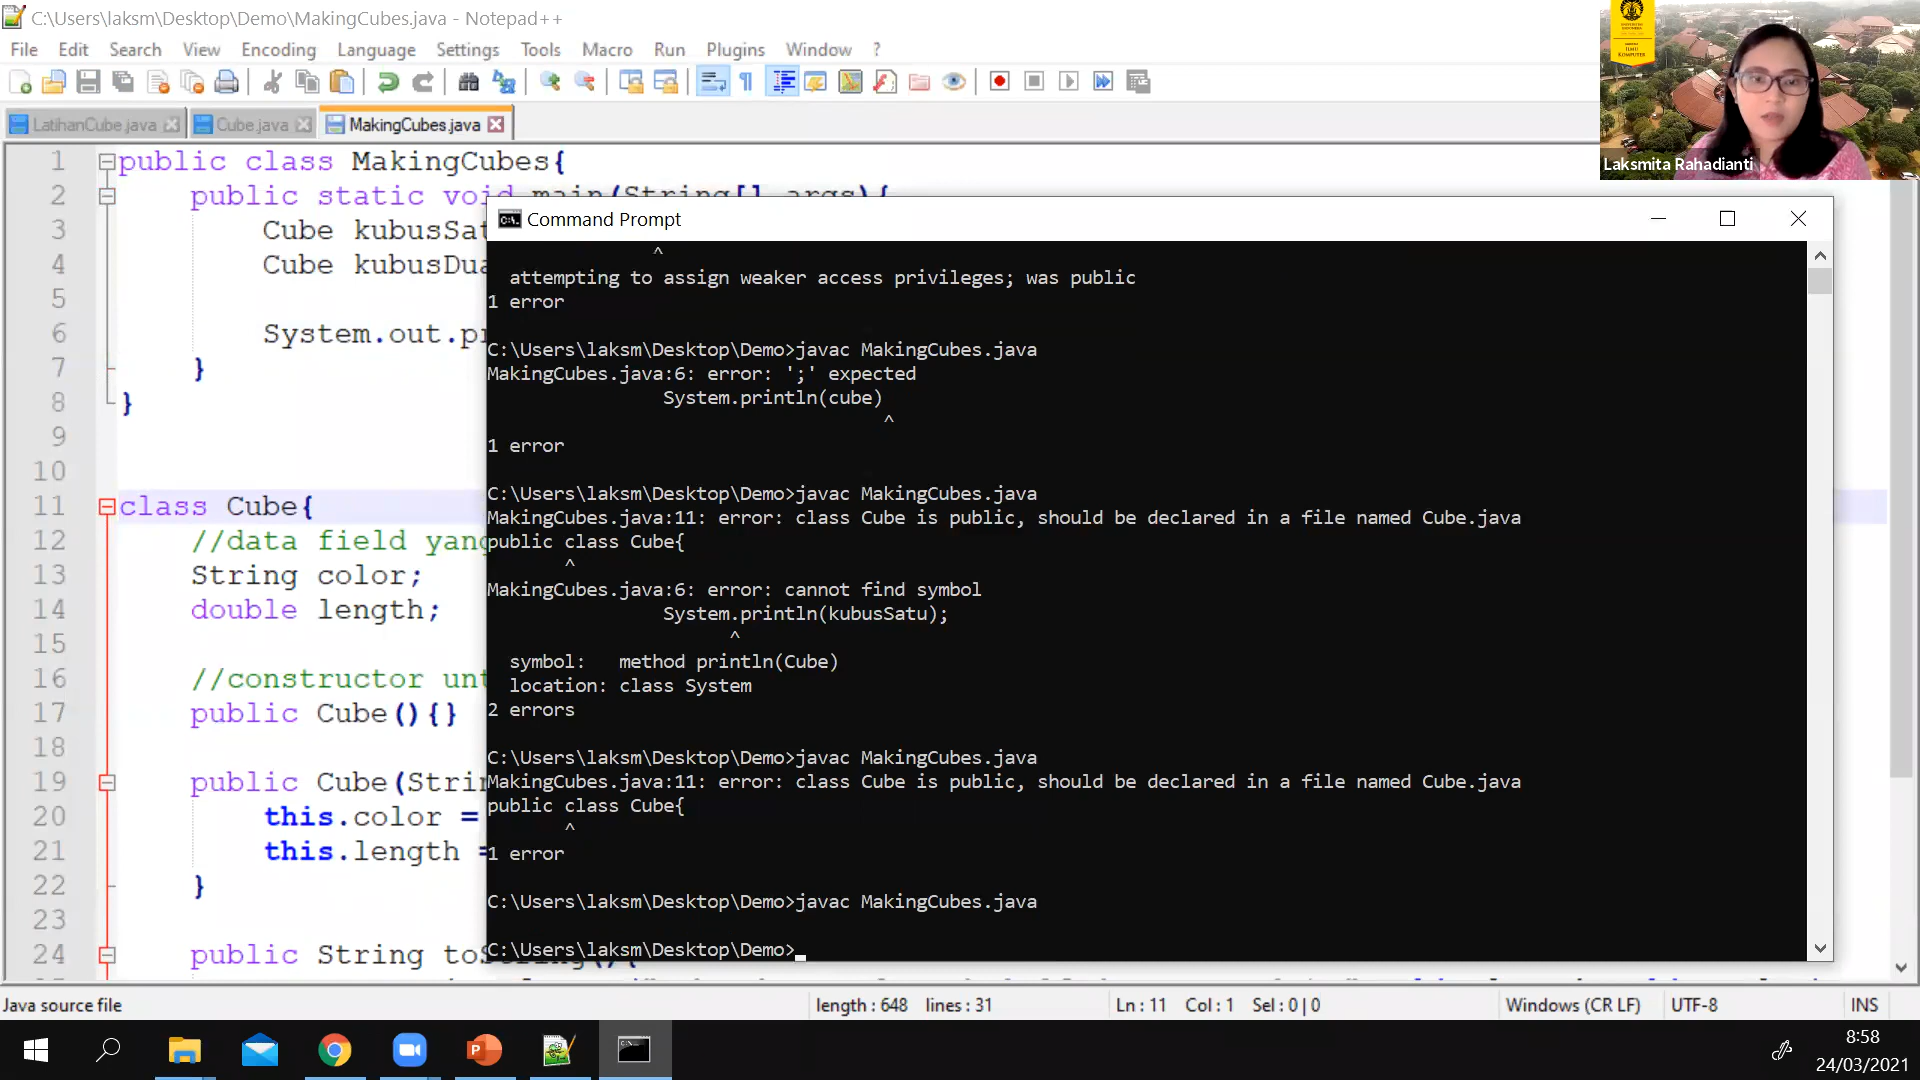 C:\Users\laksm\Desktop\Demo\MakingCubes.java - Notepad++
File Edit Search View Encoding Language Settings Tools Macro Run Plugins Window ?
LatihanCube.java Cube.java MakingCubes.java
Laksmita Rahadianti
1 public class MakingCubes{
2 public static void main(String[] args){
3 Cube kubusSat
4 Cube kubusDua
5
6 System.out.pr
7 }
8 }
9
10
11 class Cube{
12 //data field yang
13 String color;
14 double length;
15
16 //constructor unt
17 public Cube(){}
18
19 public Cube(Strin
20 this.color =
21 this.length =
22 }
23
24 public String toString(){
Command Prompt
^
attempting to assign weaker access privileges; was public
1 error
C:\Users\laksm\Desktop\Demo>javac MakingCubes.java
MakingCubes.java:6: error: ';' expected
System.println(cube)
^
1 error
C:\Users\laksm\Desktop\Demo>javac MakingCubes.java
MakingCubes.java:11: error: class Cube is public, should be declared in a file named Cube.java
public class Cube{
^
MakingCubes.java:6: error: cannot find symbol
System.println(kubusSatu);
^
symbol: method println(Cube)
location: class System
2 errors
C:\Users\laksm\Desktop\Demo>javac MakingCubes.java
MakingCubes.java:11: error: class Cube is public, should be declared in a file named Cube.java
public class Cube{
^
1 error
C:\Users\laksm\Desktop\Demo>javac MakingCubes.java
C:\Users\laksm\Desktop\Demo>
Java source file length : 648 lines : 31 Ln : 11 Col : 1 Sel : 0 | 0 Windows (CR LF) UTF-8 INS
8:58
24/03/2021